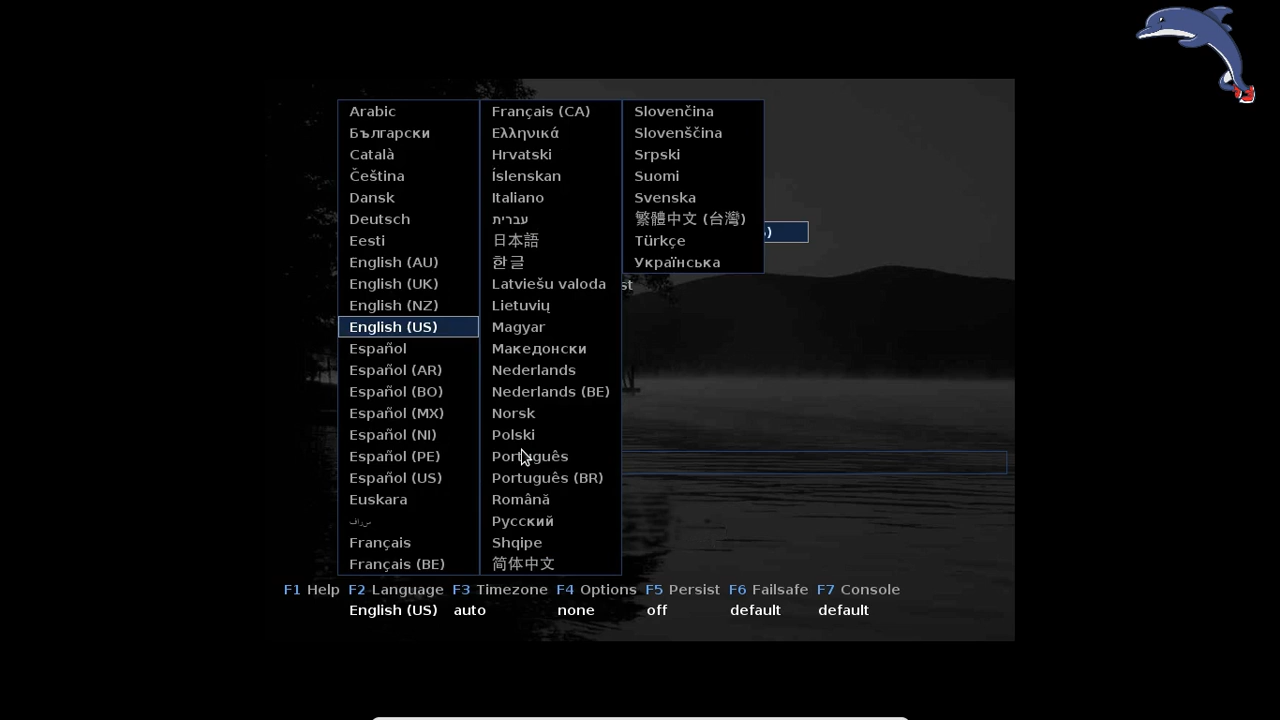 Arabic
Български
Català
Čeština
Dansk
Deutsch
Eesti
English (AU)
English (UK)
English (NZ)
English (US)
Español
Español (AR)
Español (BO)
Español (MX)
Español (NI)
Español (PE)
Español (US)
Euskara
Français
Français (BE)
Français (CA)
Ελληνικά
Hrvatski
Íslenskan
Italiano
עברית
日本語
한글
Latviešu valoda
Lietuvių
Magyar
Македонски
Nederlands
Nederlands (BE)
Norsk
Polski
Português
Português (BR)
Română
Русский
Shqipe
简体中文
Slovenčina
Slovenščina
Srpski
Suomi
Svenska
繁體中文 (台灣)
Türkçe
Українська
F1 Help F2 Language F3 Timezone F4 Options F5 Persist F6 Failsafe F7 Console
English (US) auto none off default default